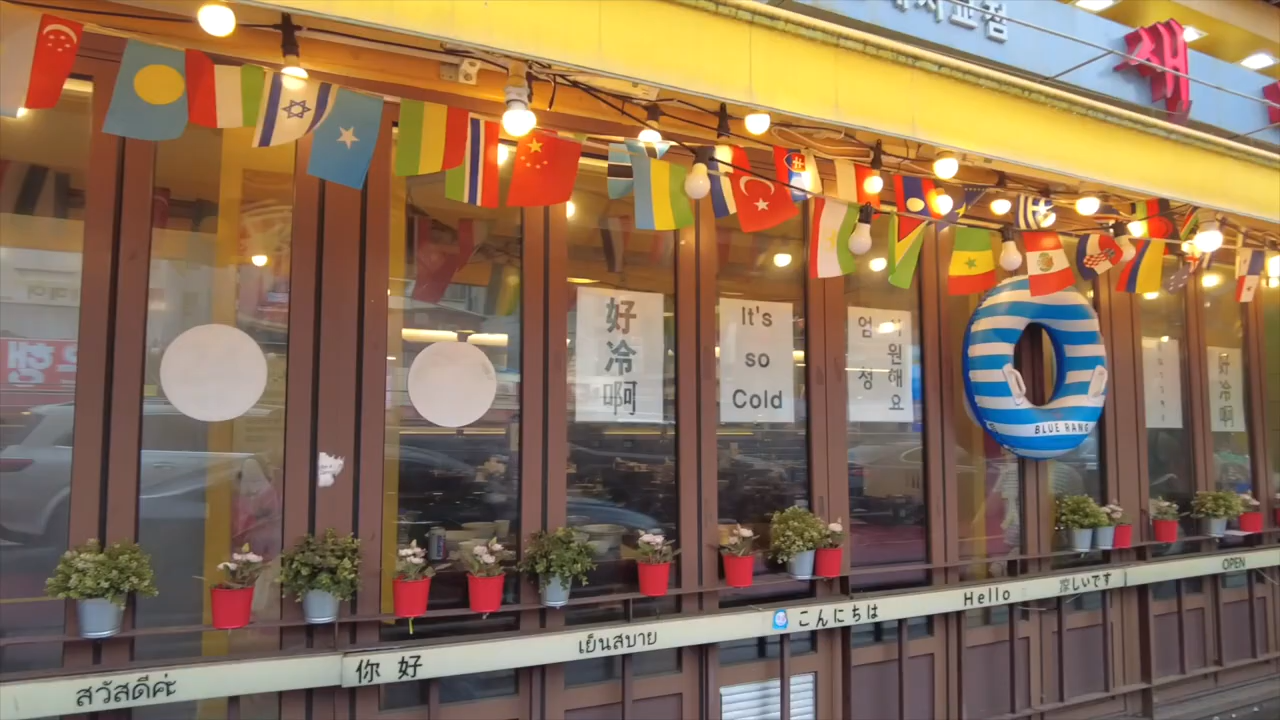 새
好
冷
啊
It's
so
Cold
엄
청
시
원
해
요
BLUE RANG
好
冷
啊
สวัสดีค่ะ
你 好
เย็นสบาย
こんにちは
Hello
涼しいです
OPEN